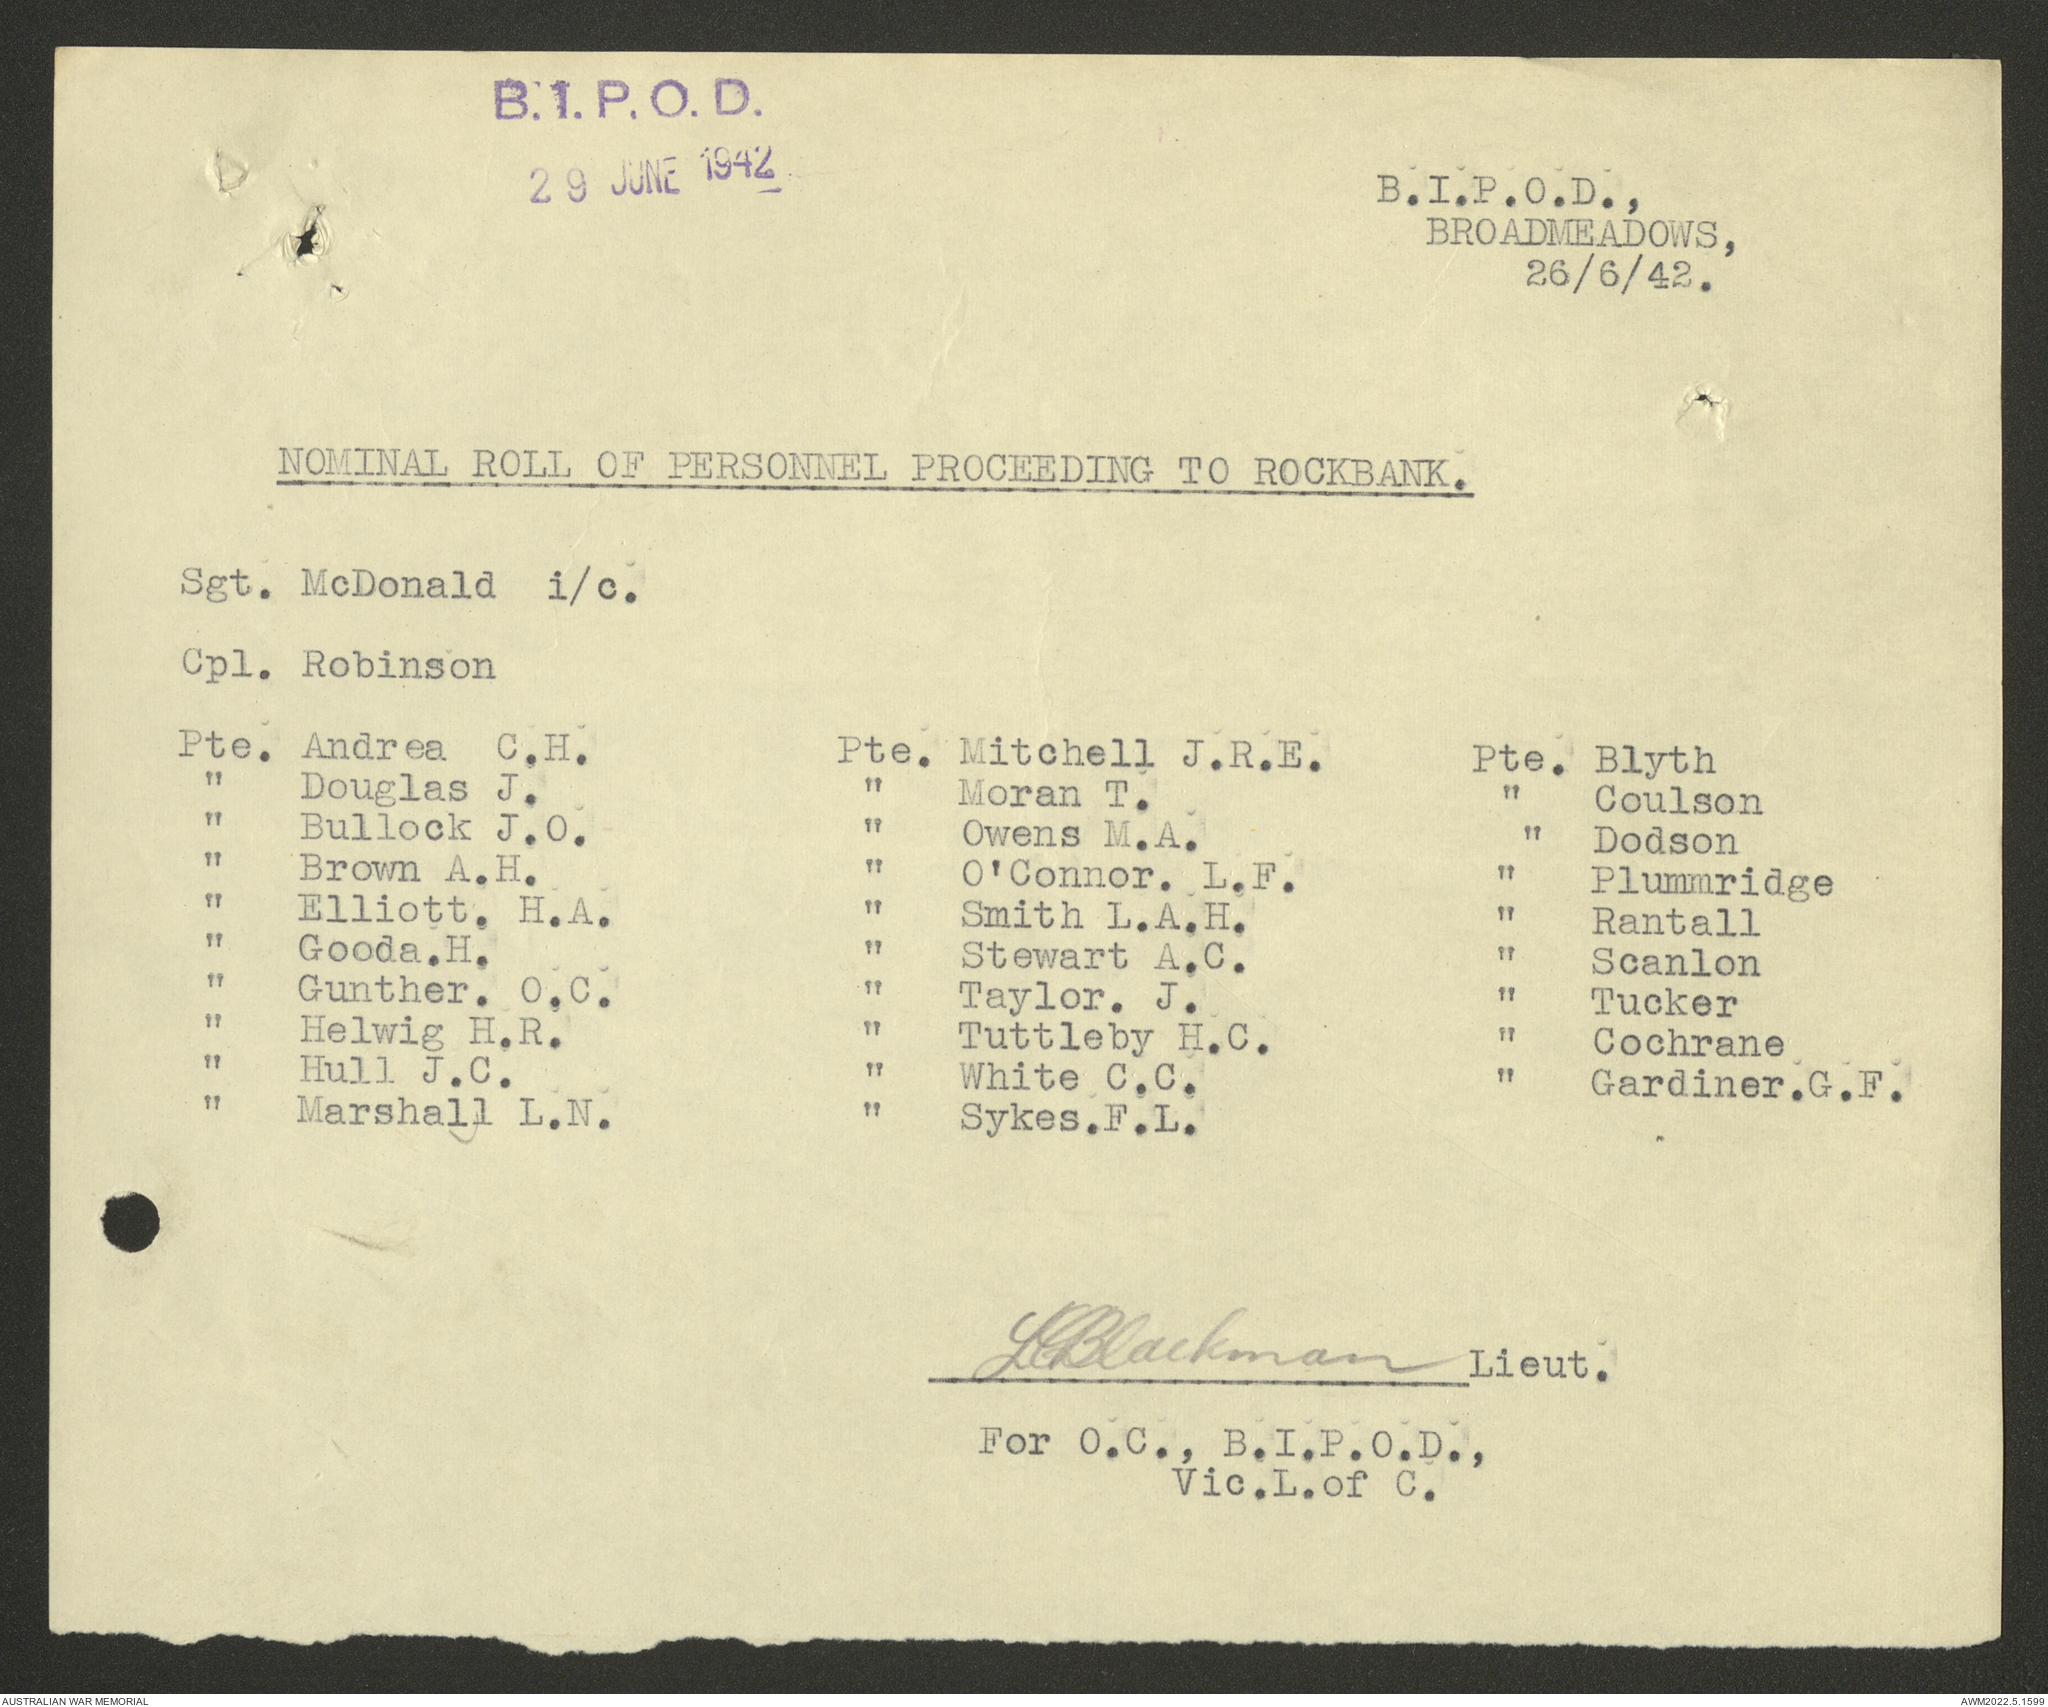 B.I.P.O.D.
29 JUNE 1942
B.I.P.O.D.,
BROADMEADOWS,
26/6/42.
NOMINAL ROLL OF PERSONNEL PROCEEDING TO ROCKBANK.
Sgt. McDonald i/c.
Cpl. Robinson
Pte. Andrea C.H.
" Douglas J.
" Bullock J.O.
" Brown A.H.
" Elliott. H.A.
" Gooda.H.
" Gunther. O.C.
" Helwig H.R.
" Hull J.C.
" Marshall L.N.
Pte. Mitchell J.R.E.
" Moran T.
" Owens M.A.
" O'Connor. L.F.
" Smith L.A.H.
" Stewart A.C.
" Taylor. J.
" Tuttleby H.C.
" White C.C.
" Sykes.F.L.
Pte. Blyth
" Coulson
" Dodson
" Plummridge
" Rantall
" Scanlon
" Tucker
" Cochrane
" Gardiner.G.F.
Blackman Lieut.
For O.C., B.I.P.O.D.,
Vic.L.of C.
AUSTRALIAN WAR MEMORIAL
AWM2022.5.1599